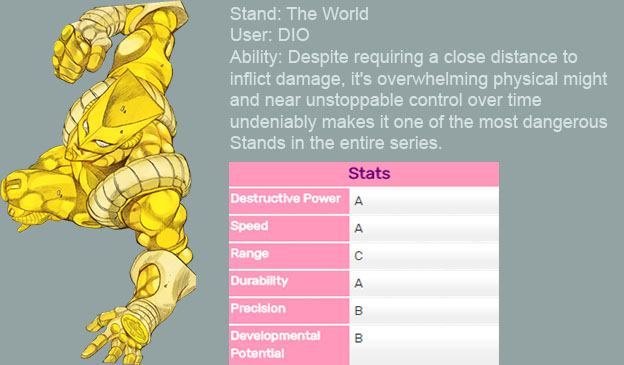 Stand: The World
User: DIO
Ability: Despite requiring a close distance to
inflict damage, it's overwhelming physical might
and near unstoppable control over time
undeniably makes it one of the most dangerous
Stands in the entire series.
Stats
Destructive Power A
Speed A
Range C
Durability A
Precision B
Developmental B
Potential